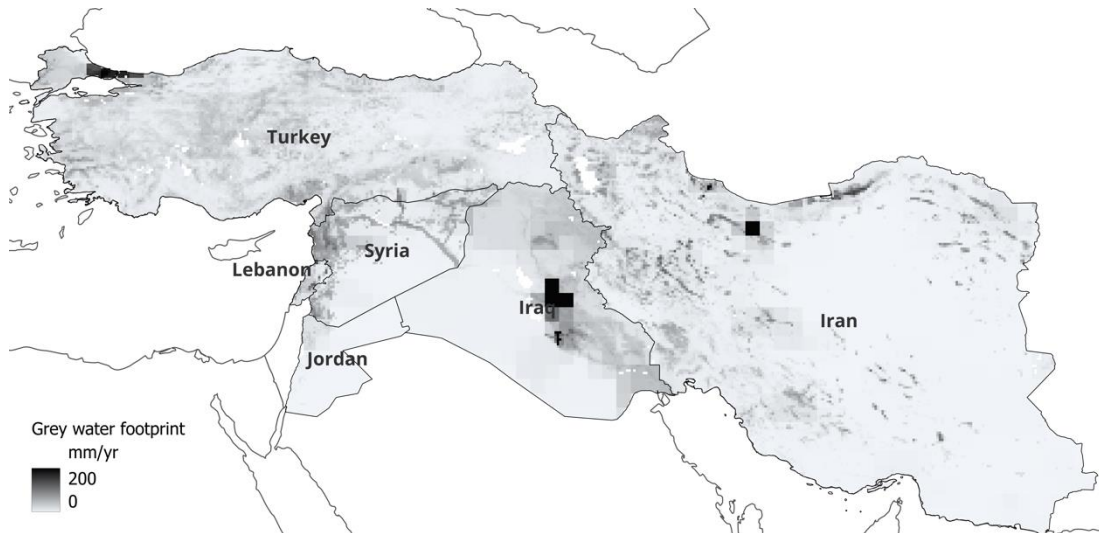 Turkey
Syria
Lebanon
Iraq
Iran
Jordan
Grey water footprint
mm/yr
200
0